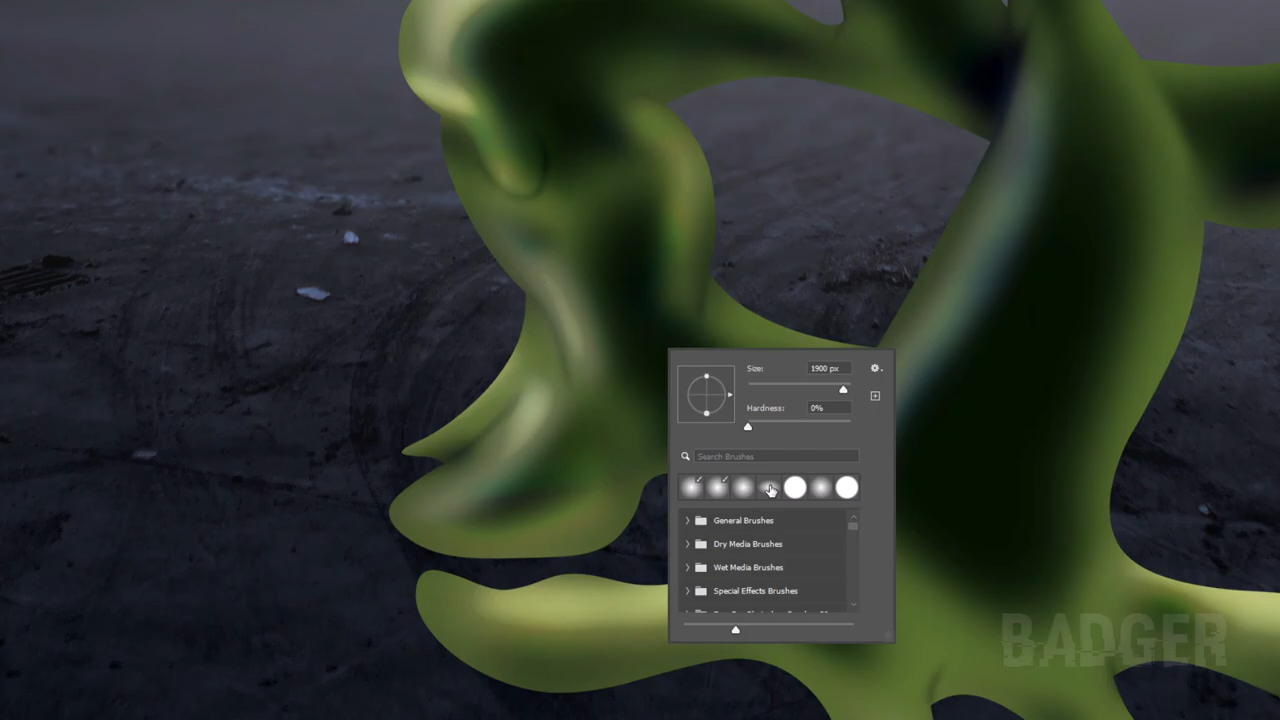 Size: 1900 px
Hardness: 0%
Search Brushes
General Brushes
Dry Media Brushes
Wet Media Brushes
Special Effects Brushes
BADGER